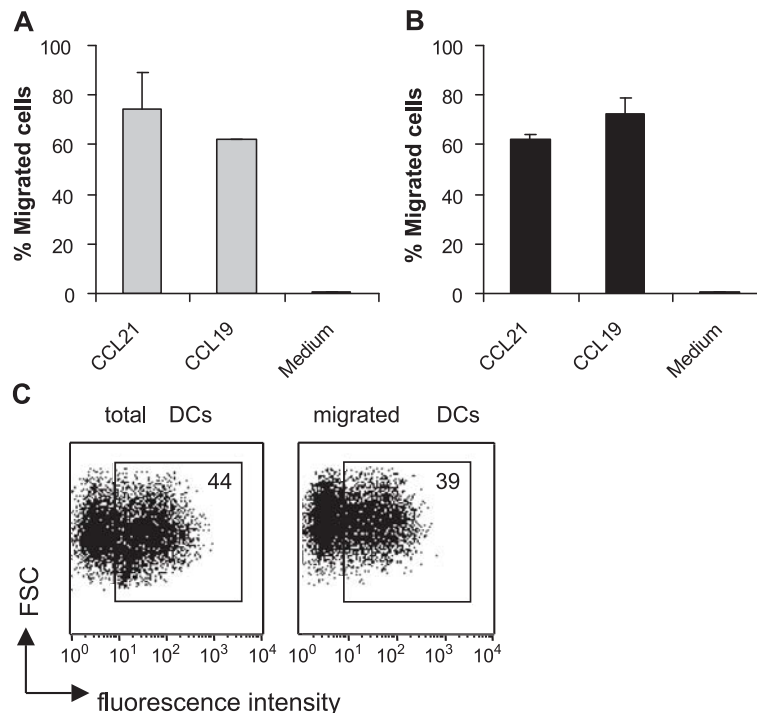 A
100
80
60
40
20
0
% Migrated cells
CCL21
CCL19
Medium
B
100
80
60
40
20
0
% Migrated cells
CCL21
CCL19
Medium
C
total DCs
44
10^0 10^1 10^2 10^3 10^4
migrated DCs
39
10^0 10^1 10^2 10^3 10^4
FSC
fluorescence intensity